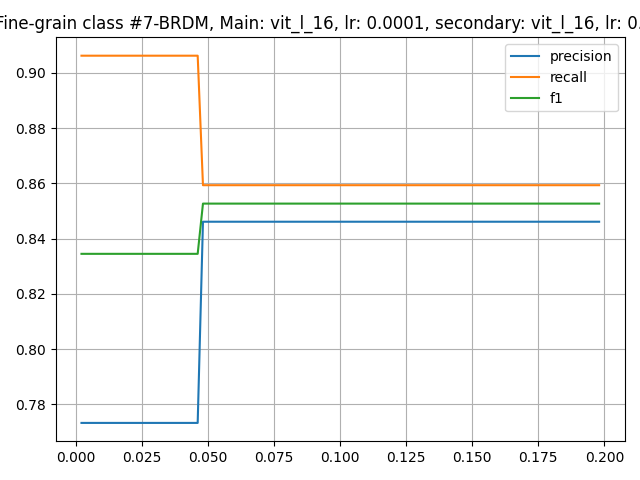 Fine-grain class #7-BRDM, Main: vit_l_16, lr: 0.0001, secondary: vit_l_16, lr: 0.
precision
recall
f1
0.90
0.88
0.86
0.84
0.82
0.80
0.78
0.000 0.025 0.050 0.075 0.100 0.125 0.150 0.175 0.200